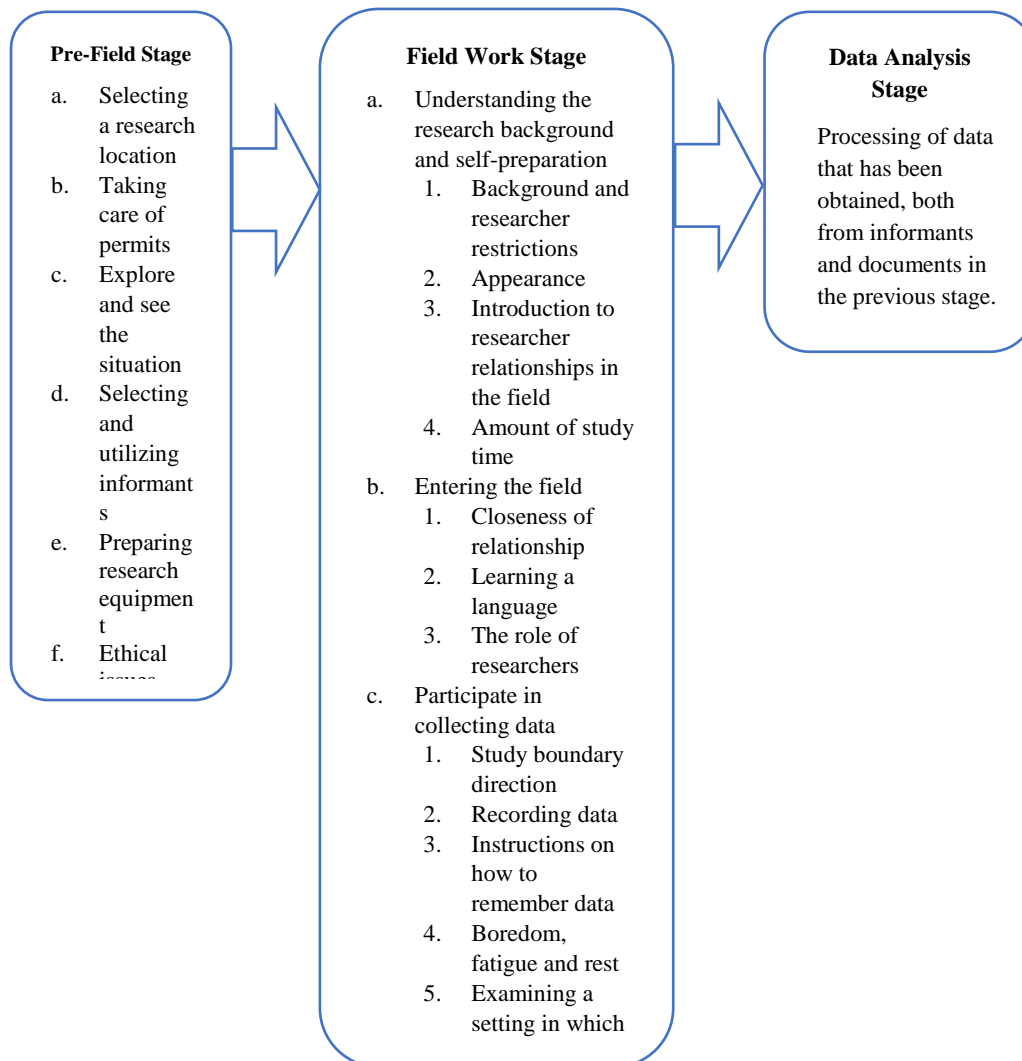 Pre-Field Stage
a. Selecting
a research
location
b. Taking
care of
permits
c. Explore
and see
the
situation
d. Selecting
and
utilizing
informant
s
e. Preparing
research
equipmen
t
f. Ethical
issues
Field Work Stage
a. Understanding the
research background
and self-preparation
1. Background and
researcher
restrictions
2. Appearance
3. Introduction to
researcher
relationships in
the field
4. Amount of study
time
b. Entering the field
1. Closeness of
relationship
2. Learning a
language
3. The role of
researchers
c. Participate in
collecting data
1. Study boundary
direction
2. Recording data
3. Instructions on
how to
remember data
4. Boredom,
fatigue and rest
5. Examining a
setting in which
Data Analysis
Stage
Processing of data
that has been
obtained, both
from informants
and documents in
the previous stage.